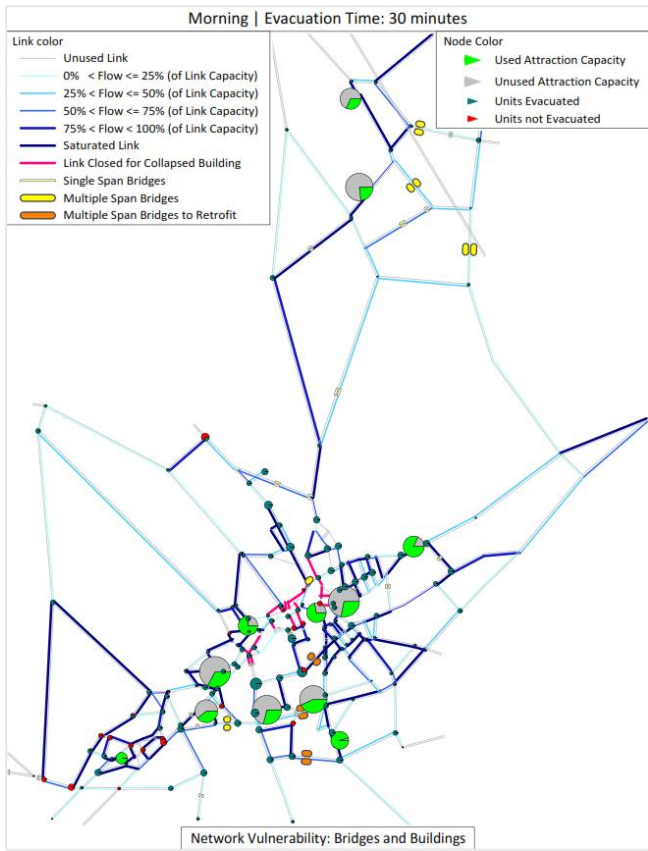 Morning | Evacuation Time: 30 minutes
Link color
Unused Link
0% < Flow <= 25% (of Link Capacity)
25% < Flow <= 50% (of Link Capacity)
50% < Flow <= 75% (of Link Capacity)
75% < Flow < 100% (of Link Capacity)
Saturated Link
Link Closed for Collapsed Building
Single Span Bridges
Multiple Span Bridges
Multiple Span Bridges to Retrofit
Node Color
Used Attraction Capacity
Unused Attraction Capacity
Units Evacuated
Units not Evacuated
Network Vulnerability: Bridges and Buildings